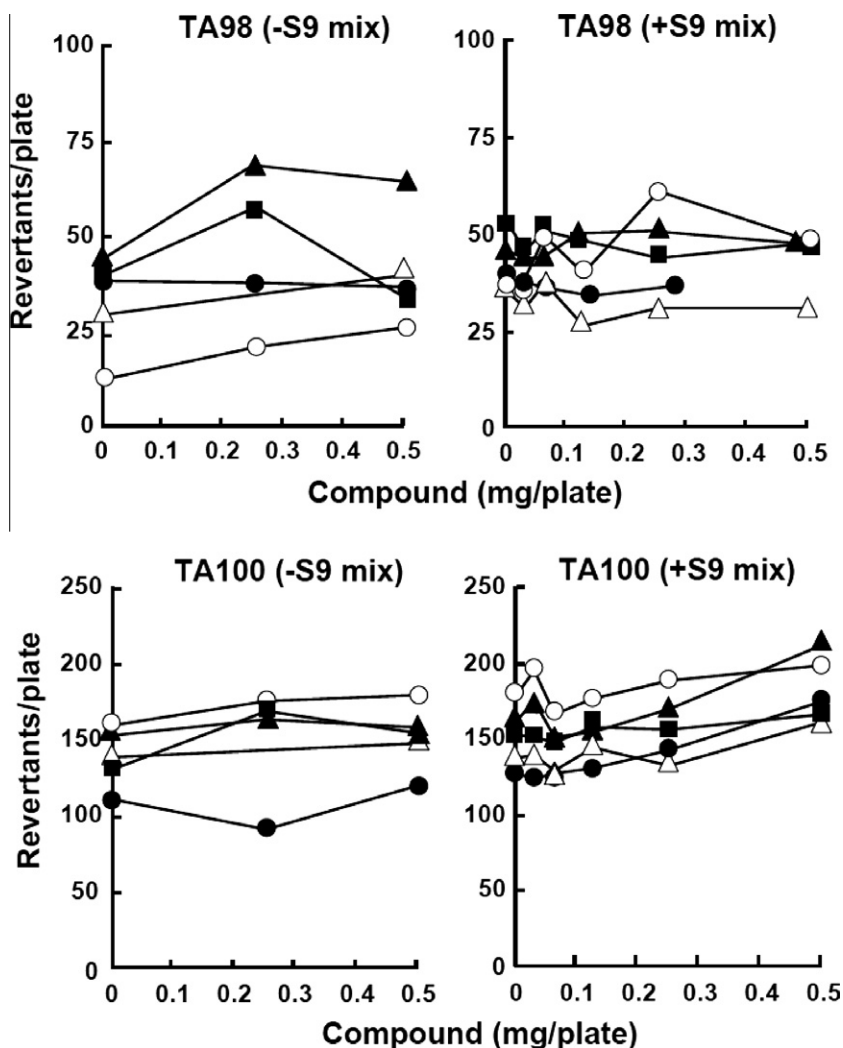 TA98 (-S9 mix)
TA98 (+S9 mix)
Revertants/plate
100
75
50
25
0
100
75
50
25
0
0 0.1 0.2 0.3 0.4 0.5
0 0.1 0.2 0.3 0.4 0.5
Compound (mg/plate)
TA100 (-S9 mix)
TA100 (+S9 mix)
Revertants/plate
250
200
150
100
50
0
250
200
150
100
50
0
0 0.1 0.2 0.3 0.4 0.5
0 0.1 0.2 0.3 0.4 0.5
Compound (mg/plate)